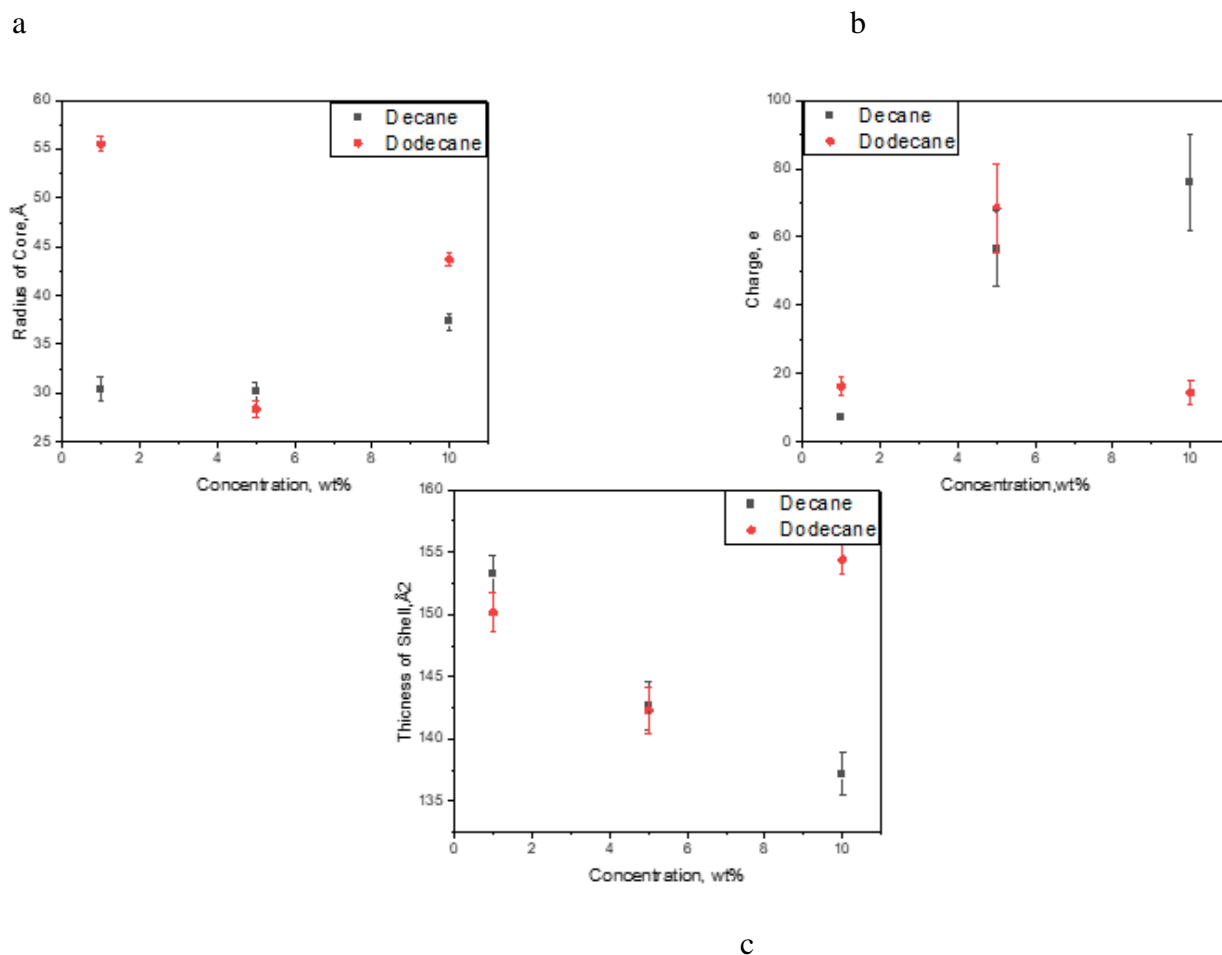 a
b
60
55
50
45
40
35
30
25
Radius of Core,Å
Decane
Dodecane
0 2 4 6 8 10
Concentration, wt%
100
80
60
40
20
0
Charge, e
Decane
Dodecane
0 2 4 6 8 10
Concentration,wt%
160
155
150
145
140
135
Thicness of Shell,Å2
Decane
Dodecane
0 2 4 6 8 10
Concentration, wt%
c